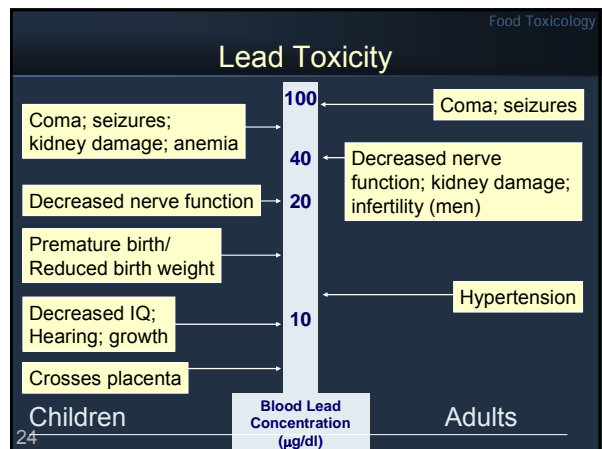 Food Toxicology
Lead Toxicity
Coma; seizures;
kidney damage; anemia
Decreased nerve function
Premature birth/
Reduced birth weight
Decreased IQ;
Hearing; growth
Crosses placenta
Children
100
40
20
10
Blood Lead
Concentration
(µg/dl)
Coma; seizures
Decreased nerve
function; kidney damage;
infertility (men)
Hypertension
Adults
24